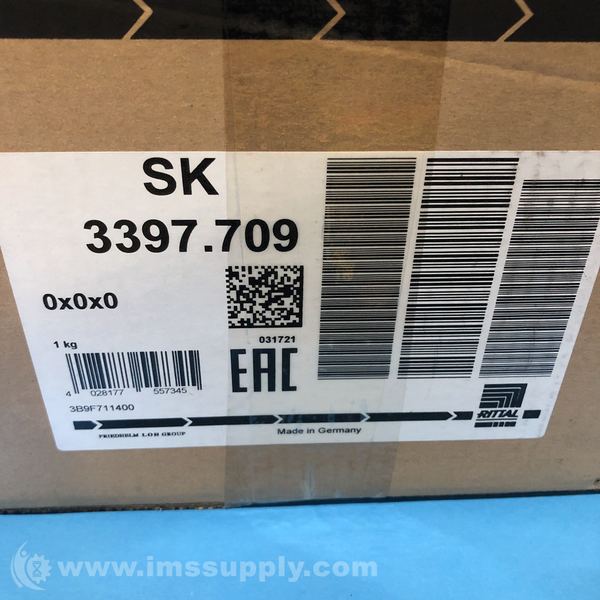 SK
3397.709
0x0x0
031721
1 kg
EAC
4 028177 557345
3B9F711400
RITTAL
FRIEDHELM LOH GROUP
Made in Germany
www.imssupply.com